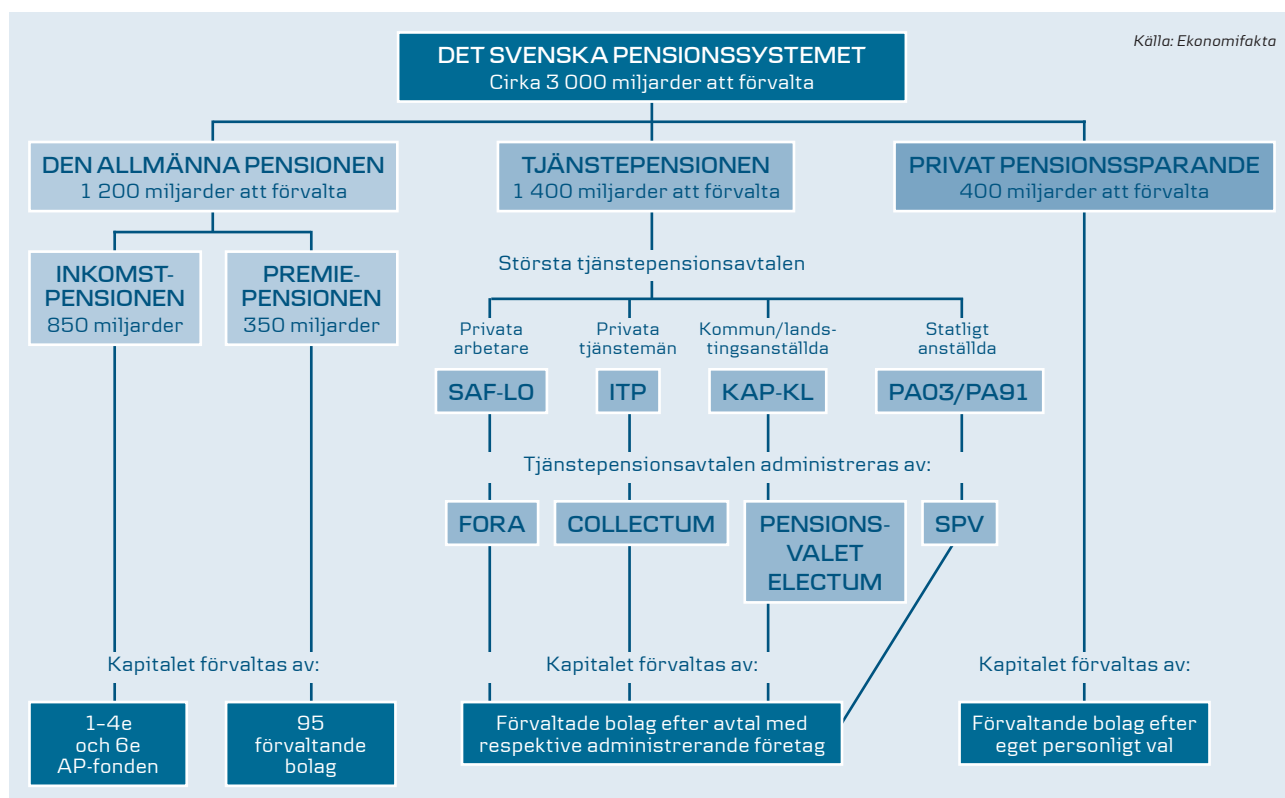 DET SVENSKA PENSIONSSYSTEMET
Cirka 3 000 miljarder att förvalta
Källa: Ekonomifakta
DEN ALLMÄNNA PENSIONEN
1 200 miljarder att förvalta
TJÄNSTEPENSIONEN
1 400 miljarder att förvalta
PRIVAT PENSIONSSPARANDE
400 miljarder att förvalta
INKOMST-
PENSIONEN
850 miljarder
PREMIE-
PENSIONEN
350 miljarder
Största tjänstepensionsavtalen
Privata
arbetare
SAF-LO
Privata
tjänstemän
ITP
Kommun/lands-
tingsanställda
KAP-KL
Statligt
anställda
PA03/PA91
Tjänstepensionsavtalen administreras av:
FORA
COLLECTUM
PENSIONS-
VALET
ELECTUM
SPV
Kapitalet förvaltas av:
1-4e
och 6e
AP-fonden
95
förvaltande
bolag
Kapitalet förvaltas av:
Förvaltade bolag efter avtal med
respektive administrerande företag
Kapitalet förvaltas av:
Förvaltande bolag efter
eget personligt val